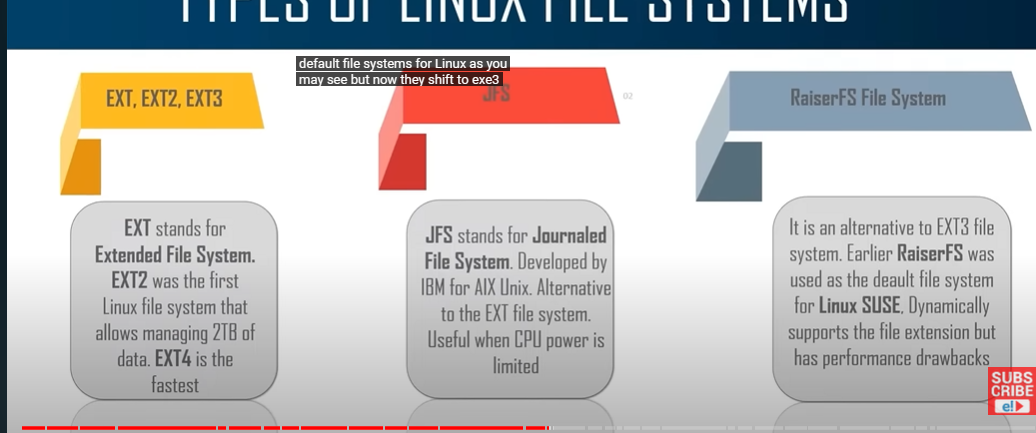 TYPES OF LINUX FILE SYSTEMS
default file systems for Linux as you
may see but now they shift to exe3
EXT, EXT2, EXT3
JFS
02
RaiserFS File System
EXT stands for
Extended File System.
EXT2 was the first
Linux file system that
allows managing 2TB of
data. EXT4 is the
fastest
JFS stands for Journaled
File System. Developed by
IBM for AIX Unix. Alternative
to the EXT file system.
Useful when CPU power is
limited
It is an alternative to EXT3 file
system. Earlier RaiserFS was
used as the deault file system
for Linux SUSE. Dynamically
supports the file extension but
has performance drawbacks
SUBS
CRIBE
e!